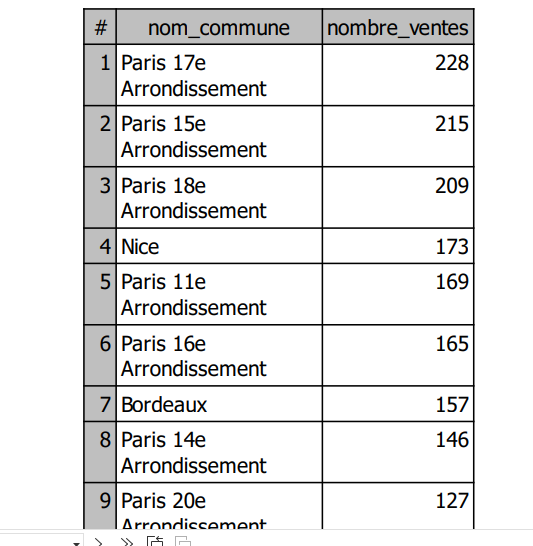 # nom_commune nombre_ventes
1 Paris 17e 228
Arrondissement
2 Paris 15e 215
Arrondissement
3 Paris 18e 209
Arrondissement
4 Nice 173
5 Paris 11e 169
Arrondissement
6 Paris 16e 165
Arrondissement
7 Bordeaux 157
8 Paris 14e 146
Arrondissement
9 Paris 20e 127
Arrondissement